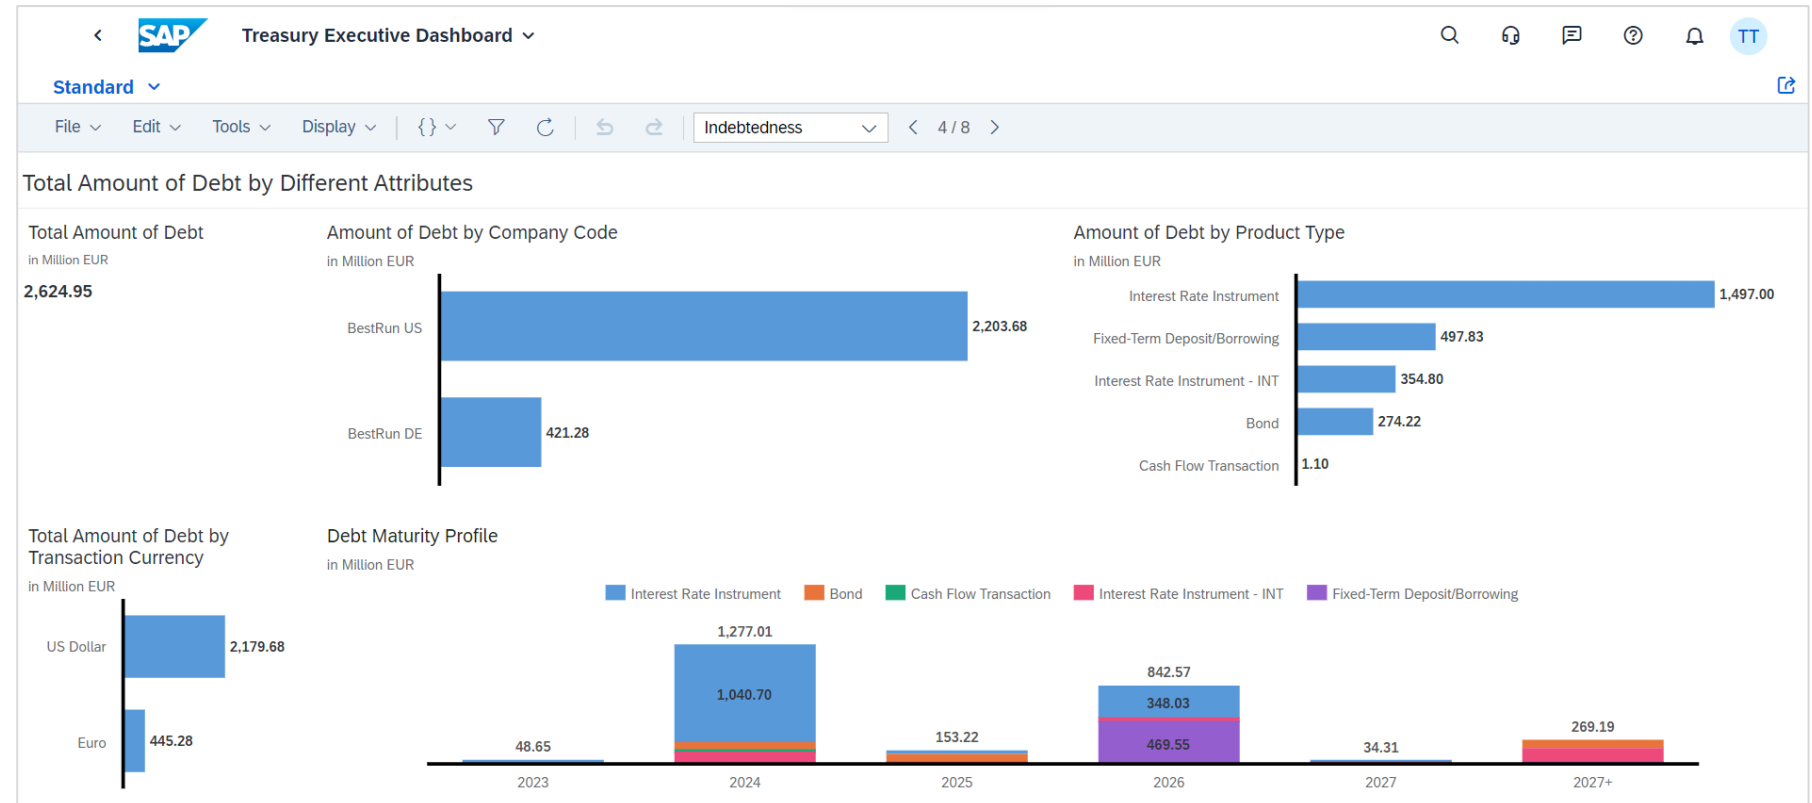 SAP
Treasury Executive Dashboard
TT
Standard
File
Edit
Tools
Display
{}
Indebtedness
4 / 8
Total Amount of Debt by Different Attributes
Total Amount of Debt
in Million EUR
2,624.95
Amount of Debt by Company Code
in Million EUR
BestRun US
2,203.68
BestRun DE
421.28
Amount of Debt by Product Type
in Million EUR
Interest Rate Instrument
1,497.00
Fixed-Term Deposit/Borrowing
497.83
Interest Rate Instrument - INT
354.80
Bond
274.22
Cash Flow Transaction
1.10
Total Amount of Debt by
Transaction Currency
in Million EUR
US Dollar
2,179.68
Euro
445.28
Debt Maturity Profile
in Million EUR
Interest Rate Instrument
Bond
Cash Flow Transaction
Interest Rate Instrument - INT
Fixed-Term Deposit/Borrowing
48.65
1,277.01
1,040.70
153.22
842.57
348.03
469.55
34.31
269.19
2023
2024
2025
2026
2027
2027+